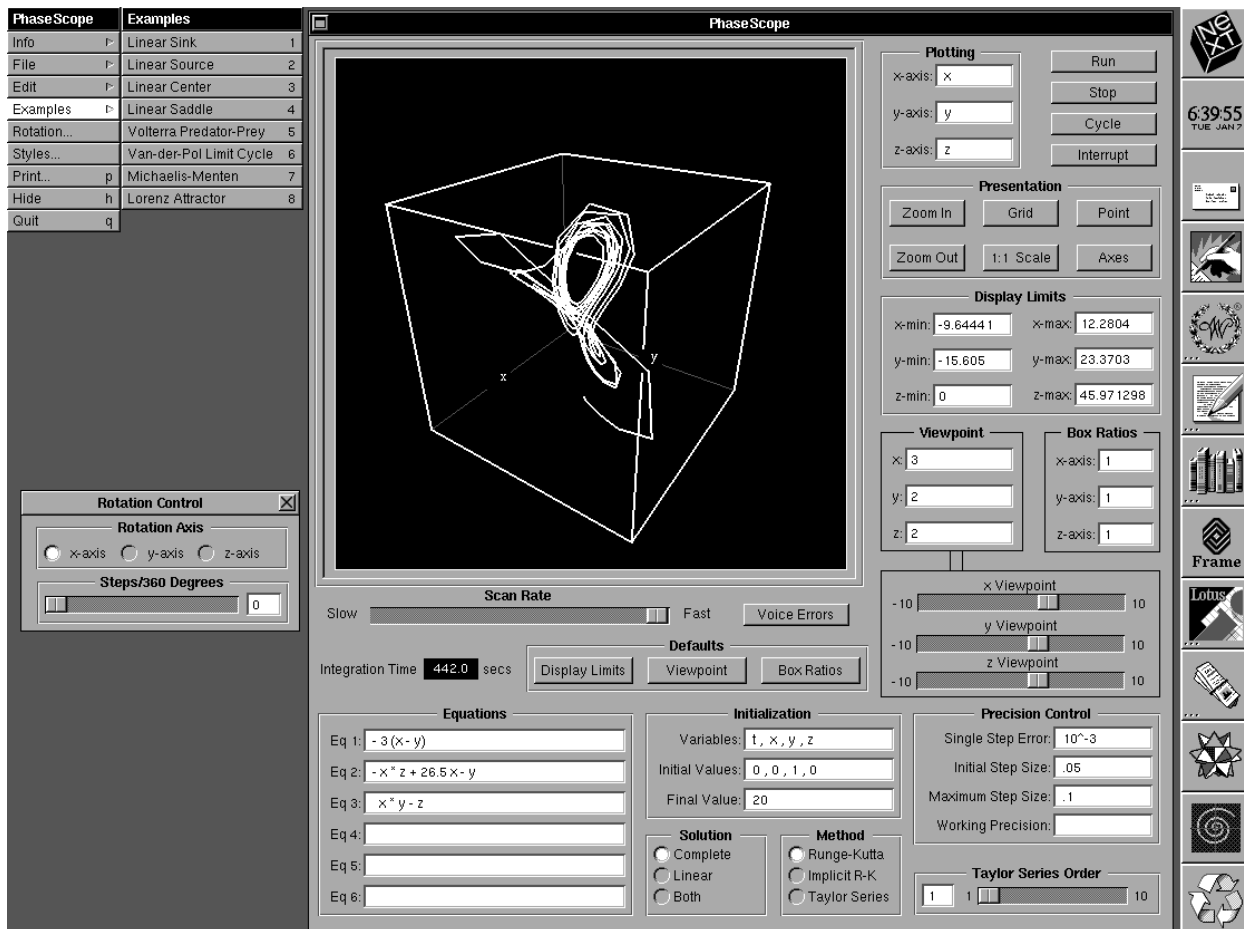 PhaseScope
Info
File
Edit
Examples
Rotation...
Styles...
Print... p
Hide h
Quit q
Examples
Linear Sink 1
Linear Source 2
Linear Center 3
Linear Saddle 4
Volterra Predator-Prey 5
Van-der-Pol Limit Cycle 6
Michaelis-Menten 7
Lorenz Attractor 8
PhaseScope
x
y
Plotting
x-axis: x
y-axis: y
z-axis: z
Run
Stop
Cycle
Interrupt
Presentation
Zoom In
Grid
Point
Zoom Out
1:1 Scale
Axes
Display Limits
x-min: -9.64441
x-max: 12.2804
y-min: -15.605
y-max: 23.3703
z-min: 0
z-max: 45.971298
Viewpoint
x: 3
y: 2
z: 2
Box Ratios
x-axis: 1
y-axis: 1
z-axis: 1
x Viewpoint
-10 10
y Viewpoint
-10 10
z Viewpoint
-10 10
Rotation Control
Rotation Axis
x-axis y-axis z-axis
Steps/360 Degrees
0
Scan Rate
Slow Fast
Voice Errors
Integration Time 442.0 secs
Defaults
Display Limits
Viewpoint
Box Ratios
Equations
Eq 1: - 3 (x - y)
Eq 2: - x * z + 26.5 x - y
Eq 3: x * y - z
Eq 4:
Eq 5:
Eq 6:
Initialization
Variables: t , x , y , z
Initial Values: 0 , 0 , 1 , 0
Final Value: 20
Solution
Complete
Linear
Both
Method
Runge-Kutta
Implicit R-K
Taylor Series
Precision Control
Single Step Error: 10^-3
Initial Step Size: .05
Maximum Step Size: .1
Working Precision:
Taylor Series Order
1 1 10
NeXT
6:39:55
TUE JAN 7
W
...
...
...
Frame
Lotus
...
...